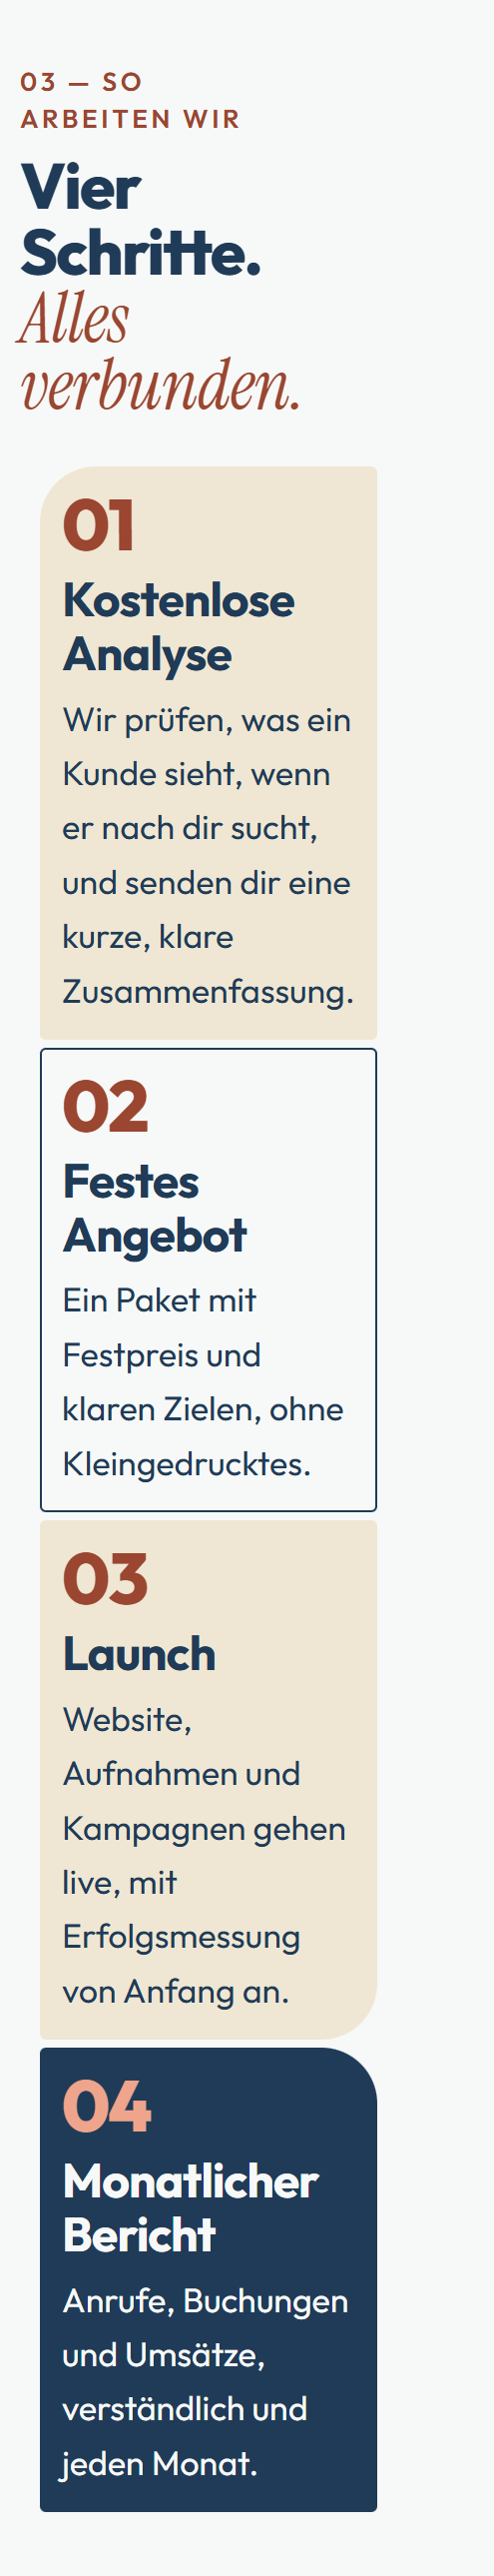 03 — SO
ARBEITEN WIR
Vier
Schritte.
Alles
verbunden.
01
Kostenlose
Analyse
Wir prüfen, was ein
Kunde sieht, wenn
er nach dir sucht,
und senden dir eine
kurze, klare
Zusammenfassung.
02
Festes
Angebot
Ein Paket mit
Festpreis und
klaren Zielen, ohne
Kleingedrucktes.
03
Launch
Website,
Aufnahmen und
Kampagnen gehen
live, mit
Erfolgsmessung
von Anfang an.
04
Monatlicher
Bericht
Anrufe, Buchungen
und Umsätze,
verständlich und
jeden Monat.